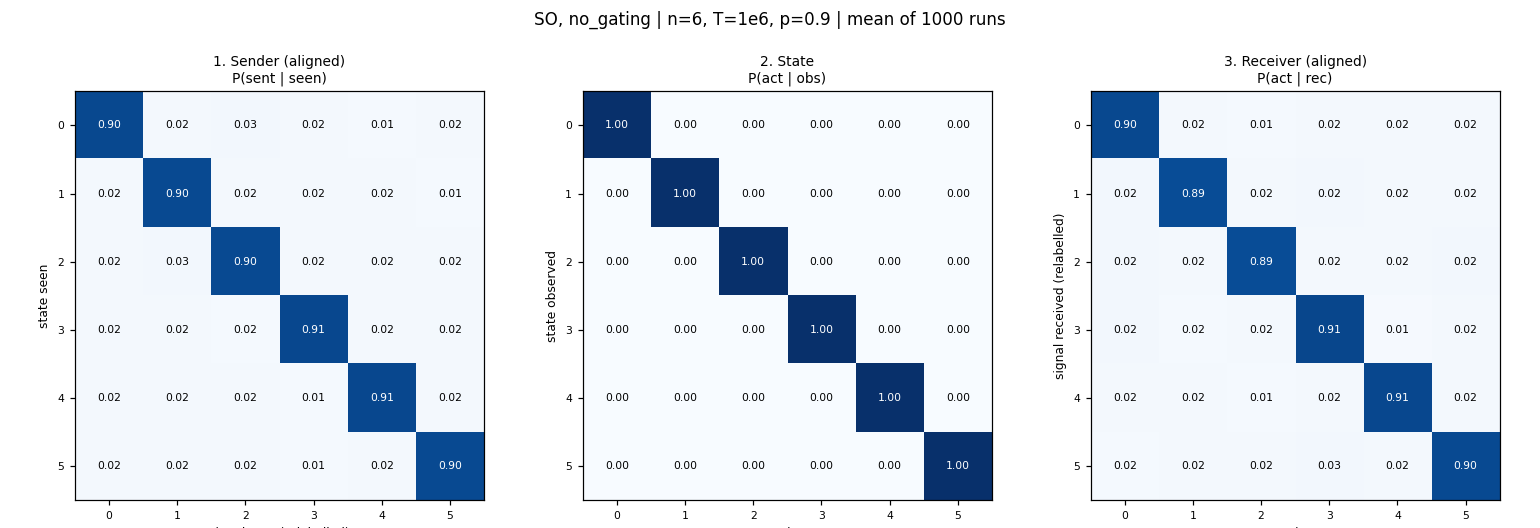 SO, no_gating | n=6, T=1e6, p=0.9 | mean of 1000 runs
1. Sender (aligned)
P(sent | seen)
state seen
0 0.90 0.02 0.03 0.02 0.01 0.02
1 0.02 0.90 0.02 0.02 0.02 0.01
2 0.02 0.03 0.90 0.02 0.02 0.02
3 0.02 0.02 0.02 0.91 0.02 0.02
4 0.02 0.02 0.02 0.01 0.91 0.02
5 0.02 0.02 0.02 0.01 0.02 0.90
0 1 2 3 4 5
2. State
P(act | obs)
state observed
0 1.00 0.00 0.00 0.00 0.00 0.00
1 0.00 1.00 0.00 0.00 0.00 0.00
2 0.00 0.00 1.00 0.00 0.00 0.00
3 0.00 0.00 0.00 1.00 0.00 0.00
4 0.00 0.00 0.00 0.00 1.00 0.00
5 0.00 0.00 0.00 0.00 0.00 1.00
0 1 2 3 4 5
3. Receiver (aligned)
P(act | rec)
signal received (relabelled)
0 0.90 0.02 0.01 0.02 0.02 0.02
1 0.02 0.89 0.02 0.02 0.02 0.02
2 0.02 0.02 0.89 0.02 0.02 0.02
3 0.02 0.02 0.02 0.91 0.01 0.02
4 0.02 0.02 0.01 0.02 0.91 0.02
5 0.02 0.02 0.02 0.03 0.02 0.90
0 1 2 3 4 5